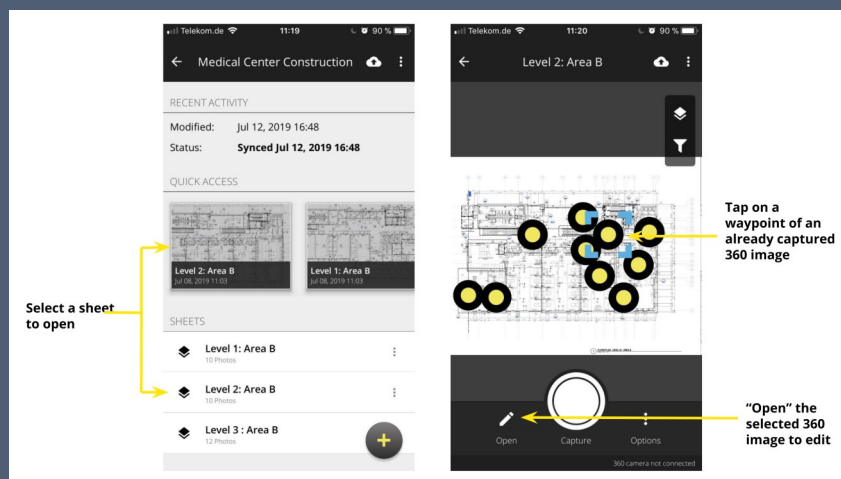 Telekom.de 11:19 90 %
Medical Center Construction
RECENT ACTIVITY
Modified: Jul 12, 2019 16:48
Status: Synced Jul 12, 2019 16:48
QUICK ACCESS
Level 2: Area B
Jul 08, 2019 11:03
Level 1: Area B
Jul 08, 2019 11:03
SHEETS
Level 1: Area B
10 Photos
Level 2: Area B
10 Photos
Level 3 : Area B
12 Photos
Select a sheet
to open
Telekom.de 11:20 90 %
Level 2: Area B
Open
Capture
Options
360 camera not connected
Tap on a
waypoint of an
already captured
360 image
“Open” the
selected 360
image to edit